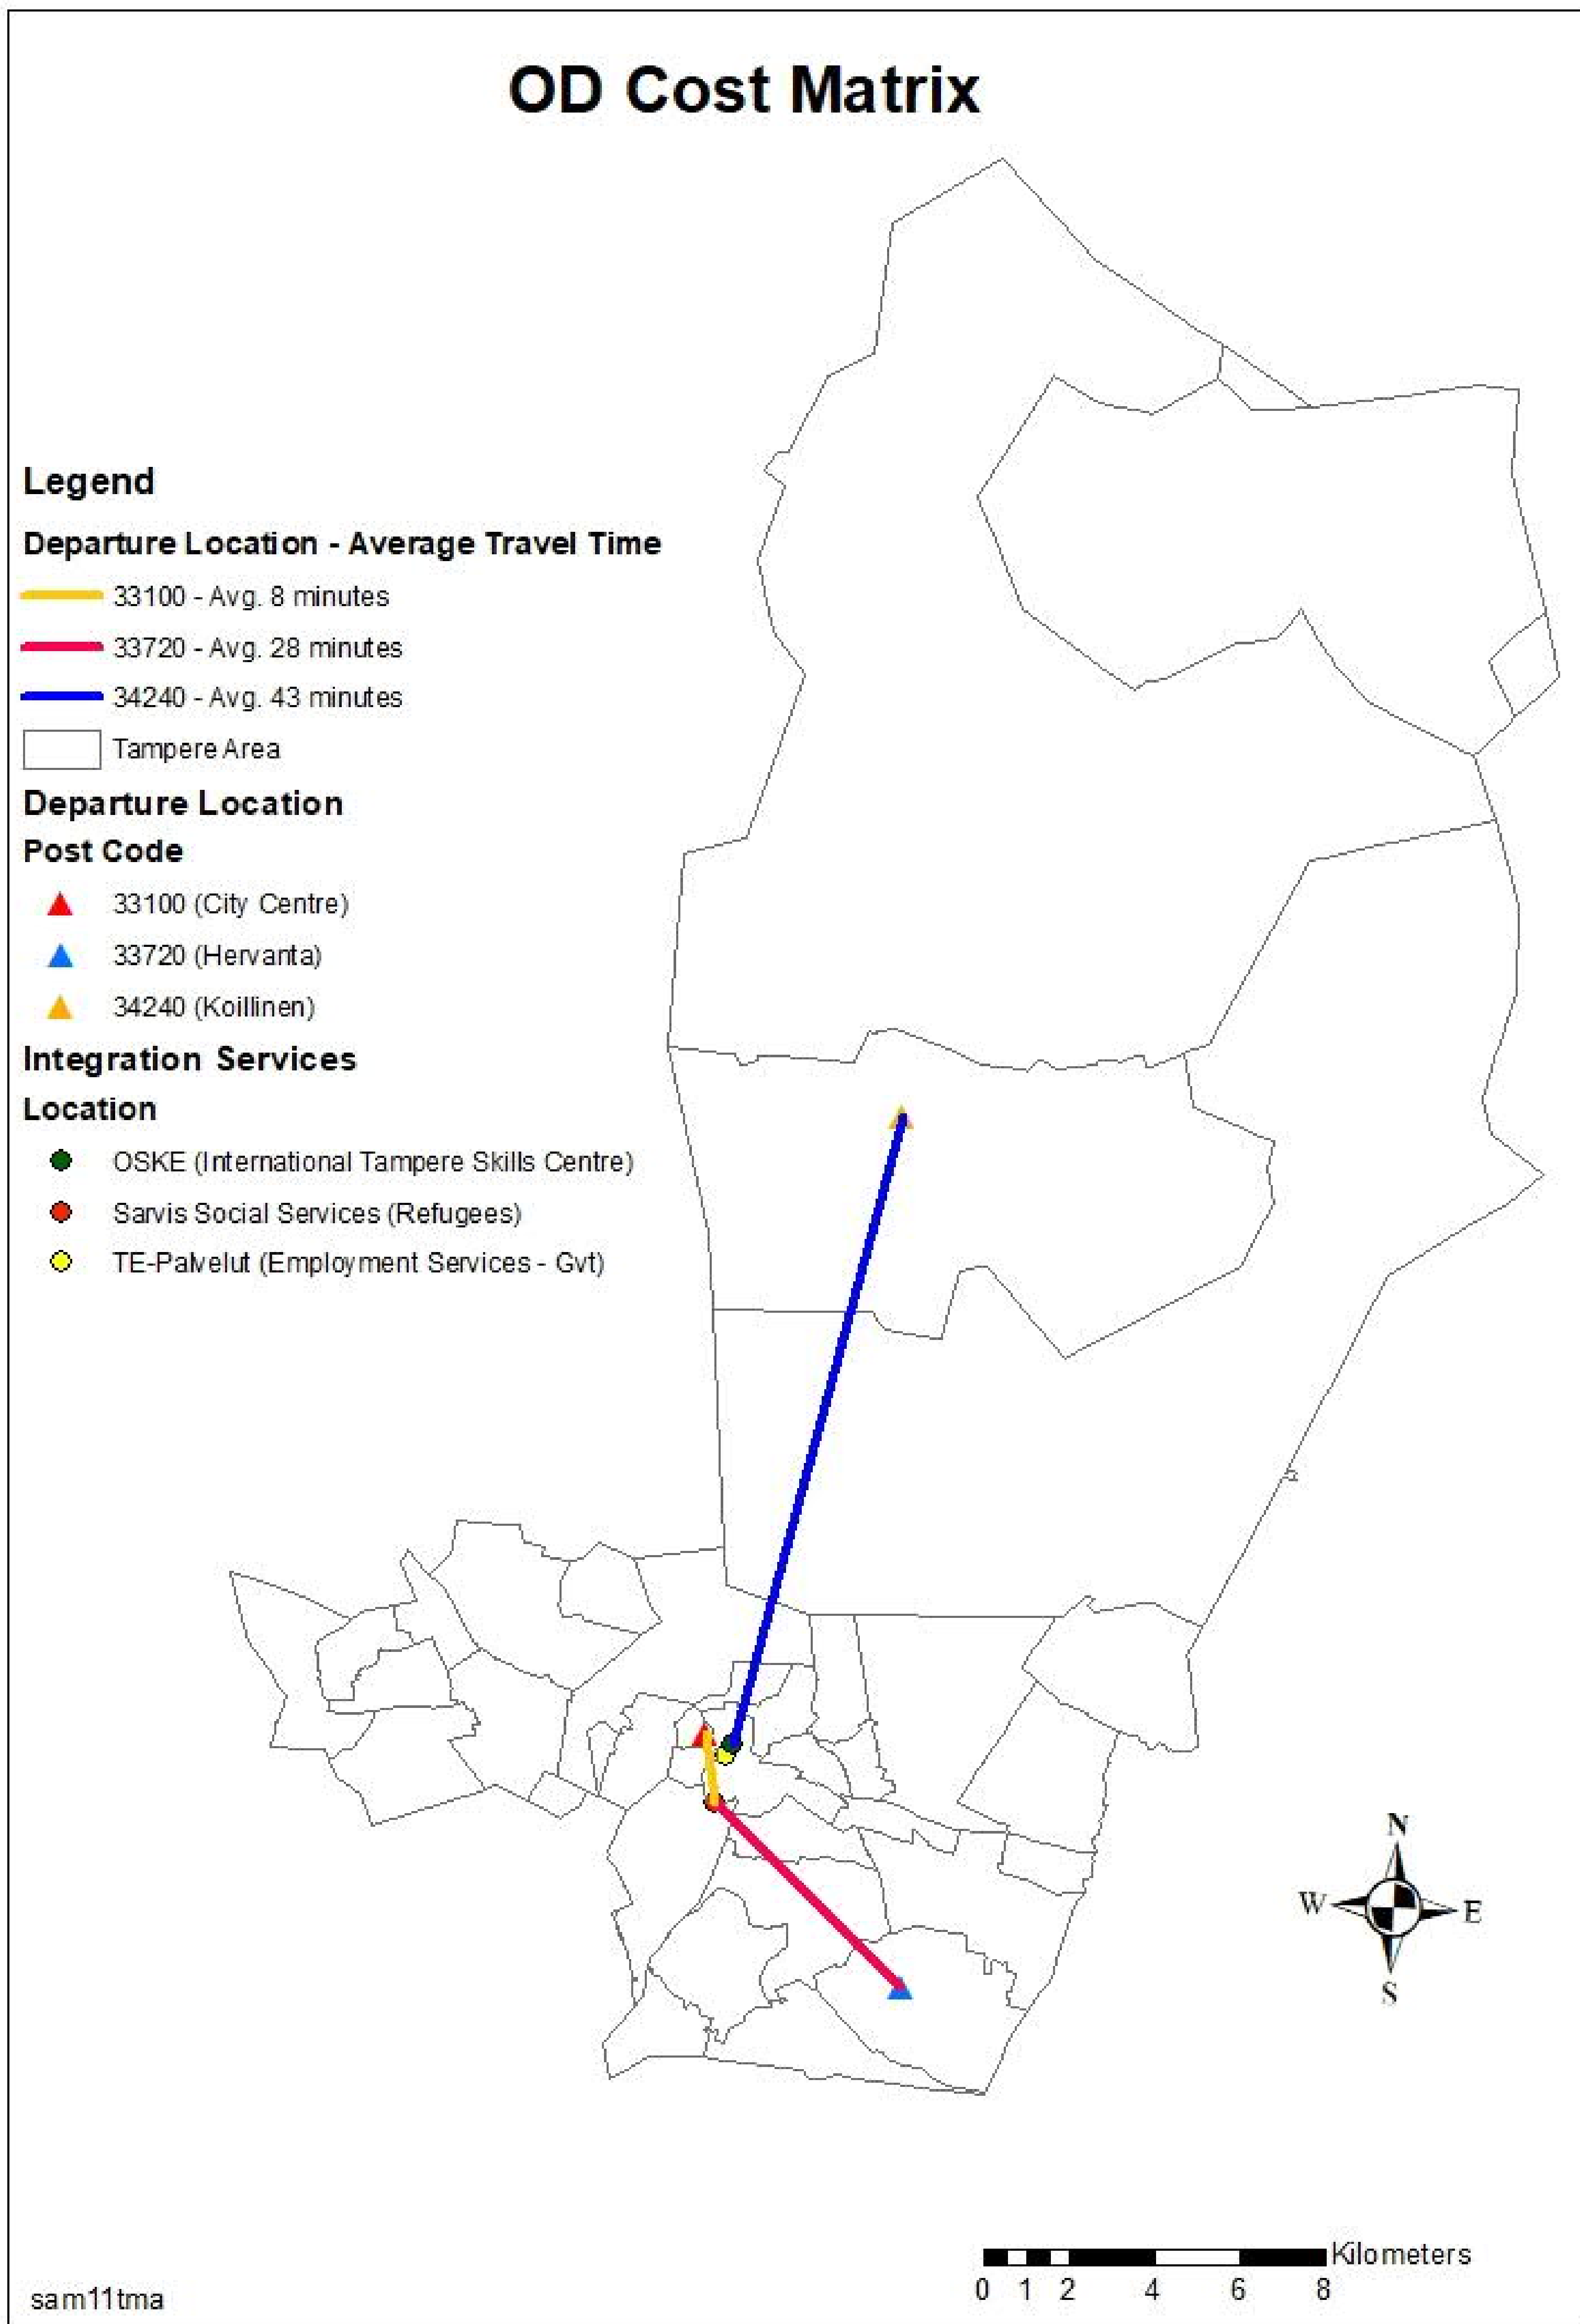 OD Cost Matrix
Legend
Departure Location - Average Travel Time
33100 - Avg. 8 minutes
33720 - Avg. 28 minutes
34240 - Avg. 43 minutes
Tampere Area
Departure Location
Post Code
33100 (City Centre)
33720 (Hervanta)
34240 (Koillinen)
Integration Services
Location
OSKE (International Tampere Skills Centre)
Sarvis Social Services (Refugees)
TE-Palvelut (Employment Services - Gvt)
N
W E
S
Kilometers
0 1 2 4 6 8
sam11tma